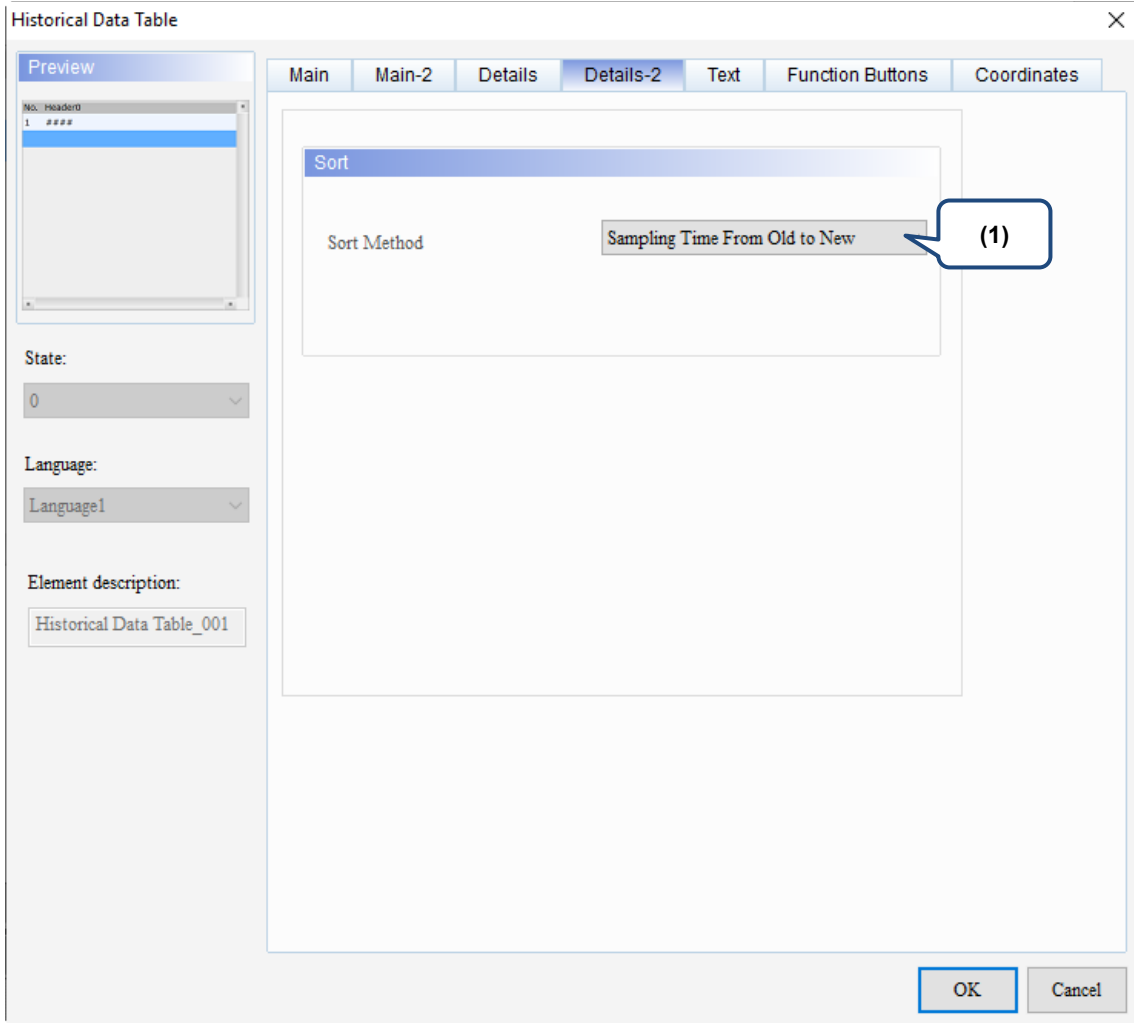 Historical Data Table
Preview
No. Header0
1 ####
State:
0
Language:
Language1
Element description:
Historical Data Table_001
Main Main-2 Details Details-2 Text Function Buttons Coordinates
Sort
Sort Method Sampling Time From Old to New (1)
OK Cancel